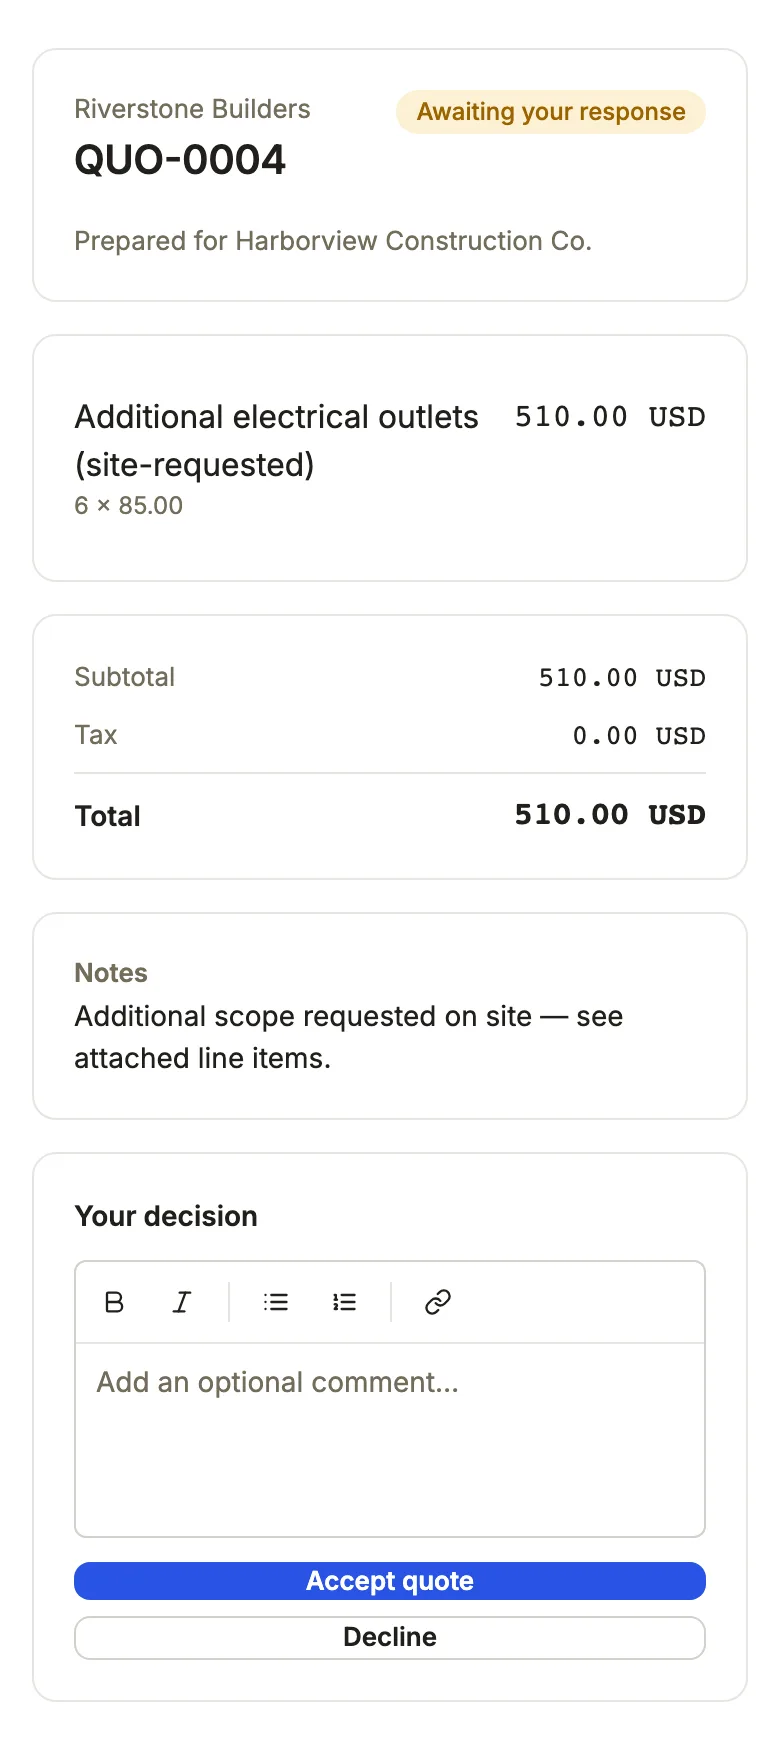 Riverstone Builders
Awaiting your response
QUO-0004
Prepared for Harborview Construction Co.
Additional electrical outlets 510.00 USD
(site-requested)
6 × 85.00
Subtotal 510.00 USD
Tax 0.00 USD
Total 510.00 USD
Notes
Additional scope requested on site — see
attached line items.
Your decision
Add an optional comment...
Accept quote
Decline